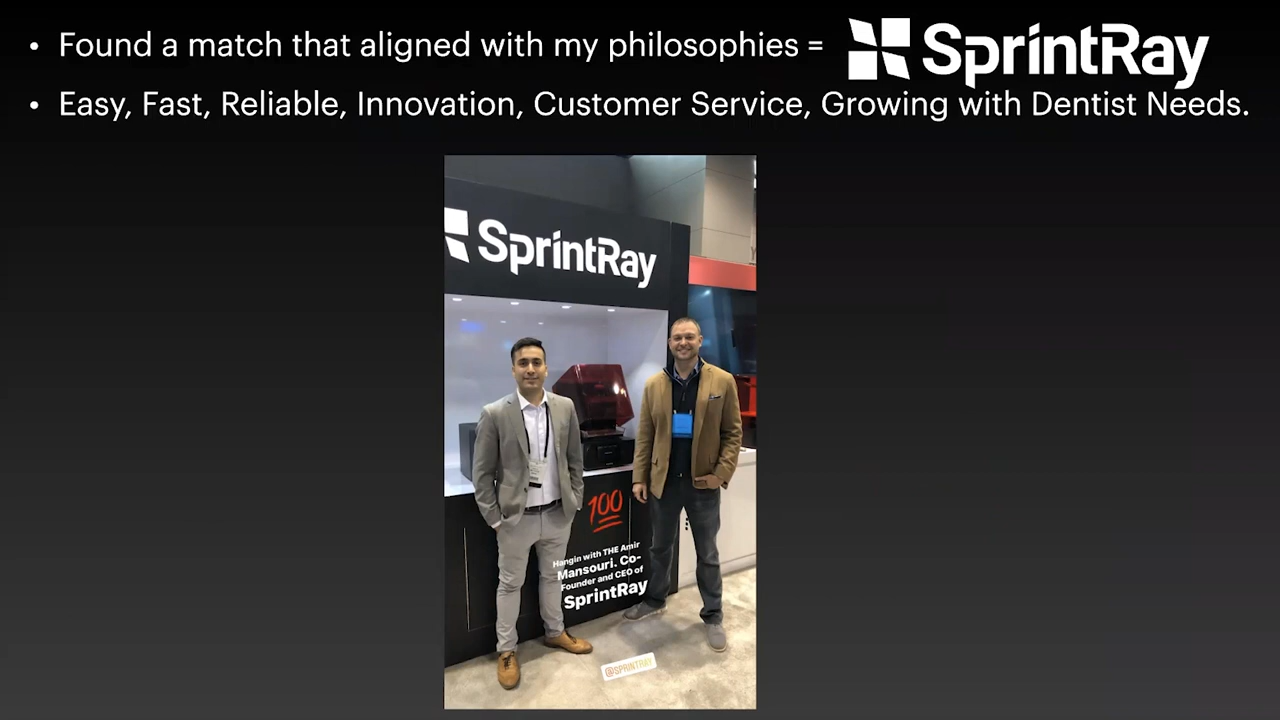 • Found a match that aligned with my philosophies = SprintRay
• Easy, Fast, Reliable, Innovation, Customer Service, Growing with Dentist Needs.
SprintRay
100
Hangin with THE Amir
Mansouri. Co-
Founder and CEO of
SprintRay
@SPRINTRAY